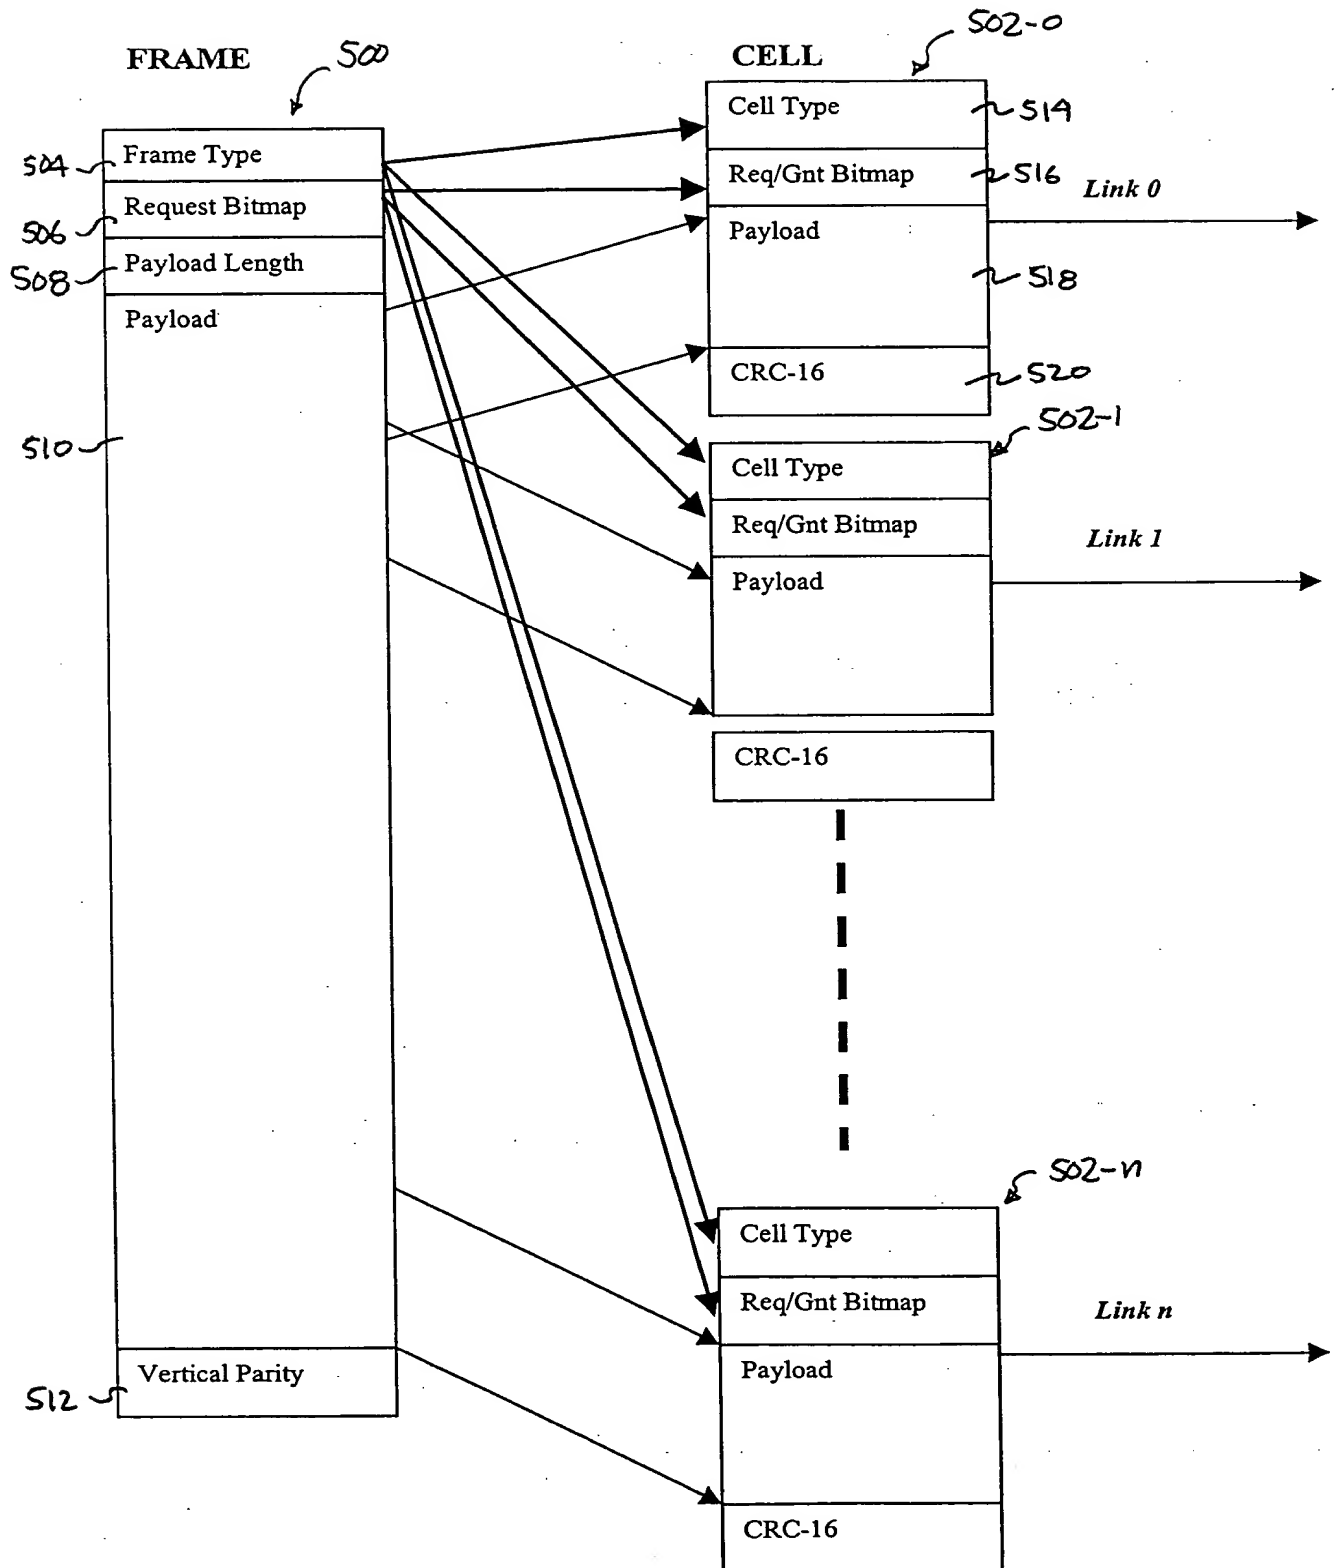 502-0
FRAME
500
CELL
Cell Type
514
504
Frame Type
Req/Gnt Bitmap
516
Link 0
506
Request Bitmap
Payload
508
Payload Length
518
Payload
CRC-16
520
502-1
510
Cell Type
Req/Gnt Bitmap
Link 1
Payload
CRC-16
502-n
Cell Type
Req/Gnt Bitmap
Link n
Payload
512
Vertical Parity
CRC-16